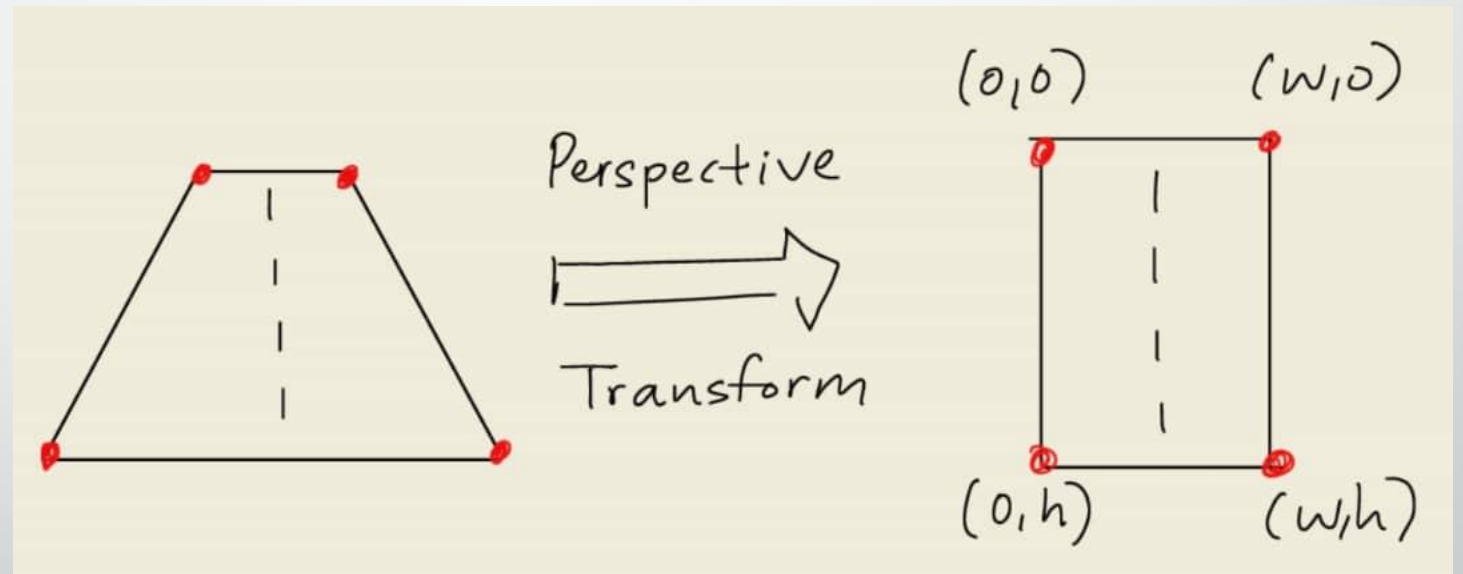 (0,0) (w,0)
Perspective
Transform
(0,h) (w,h)